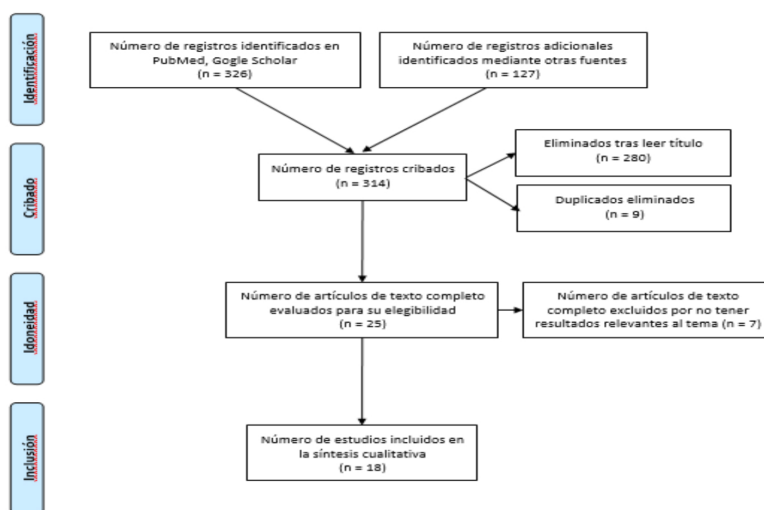 Identificación
Número de registros identificados en
PubMed, Gogle Scholar
(n = 326)
Número de registros adicionales
identificados mediante otras fuentes
(n = 127)
Cribado
Número de registros cribados
(n = 314)
Eliminados tras leer título
(n = 280)
Duplicados eliminados
(n = 9)
Idoneidad
Número de artículos de texto completo
evaluados para su elegibilidad
(n = 25)
Número de artículos de texto
completo excluidos por no tener
resultados relevantes al tema (n = 7)
Inclusión
Número de estudios incluidos en
la síntesis cualitativa
(n = 18)